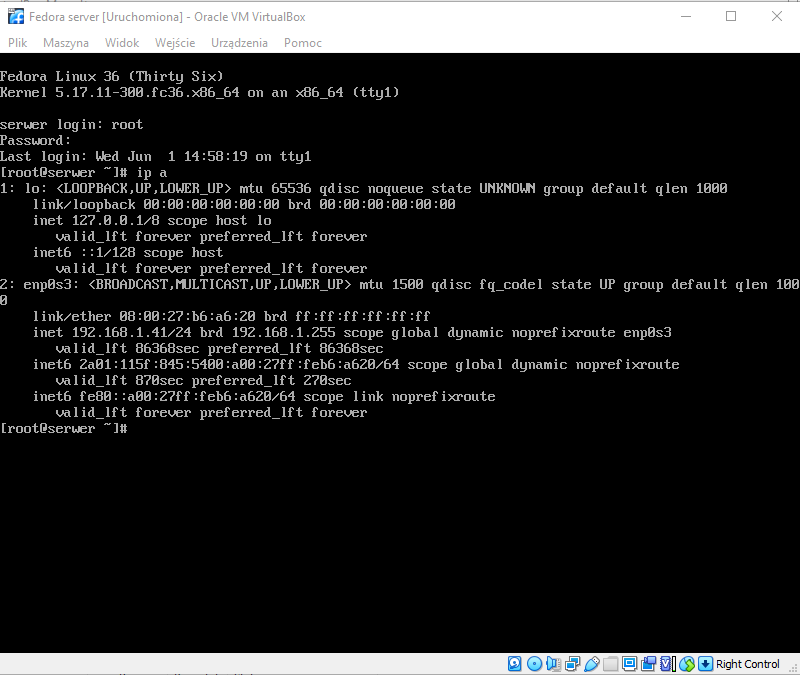 Fedora server [Uruchomiona] - Oracle VM VirtualBox
Plik Maszyna Widok Wejście Urządzenia Pomoc
Fedora Linux 36 (Thirty Six)
Kernel 5.17.11-300.fc36.x86_64 on an x86_64 (tty1)
serwer login: root
Password:
Last login: Wed Jun  1 14:58:19 on tty1
[root@serwer ~]# ip a
1: lo: <LOOPBACK,UP,LOWER_UP> mtu 65536 qdisc noqueue state UNKNOWN group default qlen 1000
    link/loopback 00:00:00:00:00:00 brd 00:00:00:00:00:00
    inet 127.0.0.1/8 scope host lo
       valid_lft forever preferred_lft forever
    inet6 ::1/128 scope host
       valid_lft forever preferred_lft forever
2: enp0s3: <BROADCAST,MULTICAST,UP,LOWER_UP> mtu 1500 qdisc fq_codel state UP group default qlen 100
0
    link/ether 08:00:27:b6:a6:20 brd ff:ff:ff:ff:ff:ff
    inet 192.168.1.41/24 brd 192.168.1.255 scope global dynamic noprefixroute enp0s3
       valid_lft 86368sec preferred_lft 86368sec
    inet6 2a01:115f:845:5400:a00:27ff:feb6:a620/64 scope global dynamic noprefixroute
       valid_lft 870sec preferred_lft 270sec
    inet6 fe80::a00:27ff:feb6:a620/64 scope link noprefixroute
       valid_lft forever preferred_lft forever
[root@serwer ~]#
Right Control